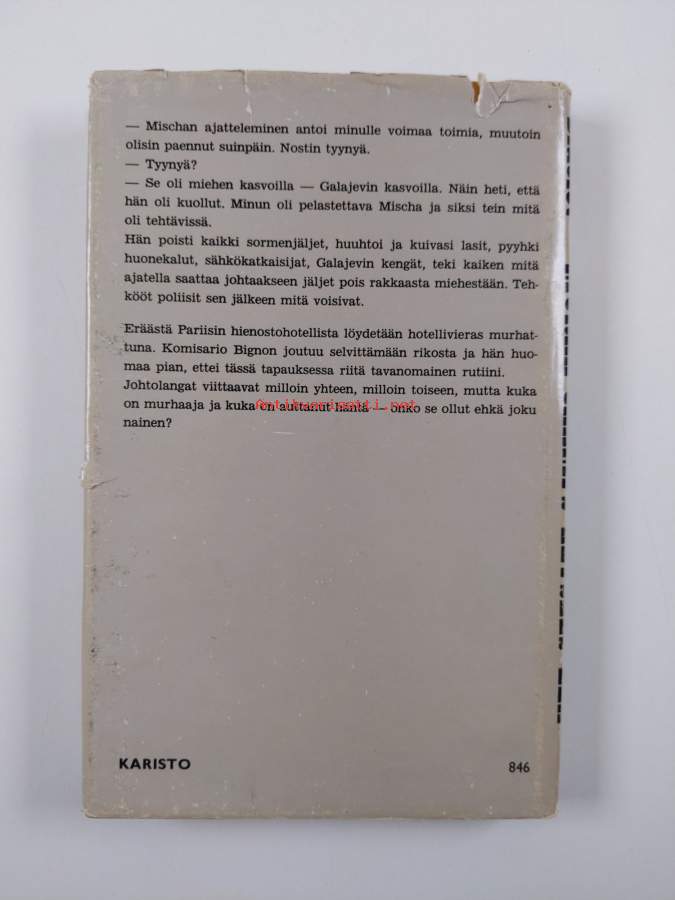 — Mischan ajatteleminen antoi minulle voimaa toimia, muutoin
olisin paennut suinpäin. Nostin tyynyä.
— Tyynyä?
— Se oli miehen kasvoilla — Galajevin kasvoilla. Näin heti, että
hän oli kuollut. Minun oli pelastettava Mischa ja siksi tein mitä
oli tehtävissä.
Hän poisti kaikki sormenjäljet, huuhtoi ja kuivasi lasit, pyyhki
huonekalut, sähkökatkaisijat, Galajevin kengät, teki kaiken mitä
ajatella saattaa johtaakseen jäljet pois rakkaasta miehestään. Teh-
kööt poliisit sen jälkeen mitä voisivat.
Eräästä Pariisin hienostohotellista löydetään hotellivieras murhat-
tuna. Komisario Bignon joutuu selvittämään rikosta ja hän huo-
maa pian, ettei tässä tapauksessa riitä tavanomainen rutiini.
Johtolangat viittaavat milloin yhteen, milloin toiseen, mutta kuka
on murhaaja ja kuka on auttanut häntä — onko se ollut ehkä joku
nainen?
Antikvariaatti.net
KARISTO
846